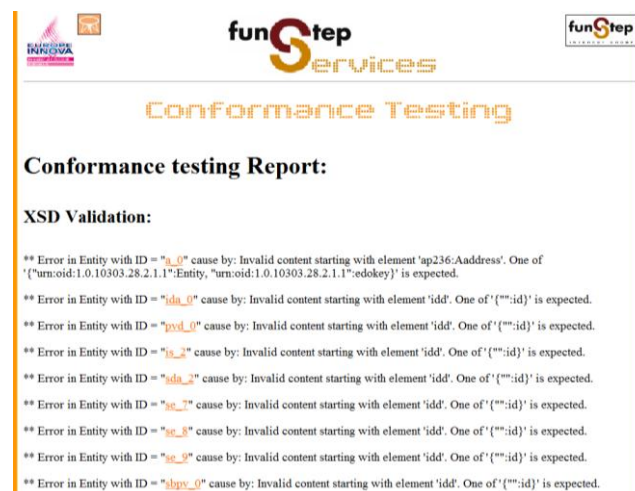 EUROPE
INNOVA
funStep
Services
funStep
INTEREST GROUP
Conformance Testing
Conformance testing Report:
XSD Validation:
** Error in Entity with ID = "a_0" cause by: Invalid content starting with element 'ap236:Aaddress'. One of
'{"urn:oid:1.0.10303.28.2.1.1":Entity, "urn:oid:1.0.10303.28.2.1.1":edokey}' is expected.
** Error in Entity with ID = "ida_0" cause by: Invalid content starting with element 'idd'. One of '{"":id}' is expected.
** Error in Entity with ID = "pvd_0" cause by: Invalid content starting with element 'idd'. One of '{"":id}' is expected.
** Error in Entity with ID = "is_2" cause by: Invalid content starting with element 'idd'. One of '{"":id}' is expected.
** Error in Entity with ID = "sda_2" cause by: Invalid content starting with element 'idd'. One of '{"":id}' is expected.
** Error in Entity with ID = "se_7" cause by: Invalid content starting with element 'idd'. One of '{"":id}' is expected.
** Error in Entity with ID = "se_8" cause by: Invalid content starting with element 'idd'. One of '{"":id}' is expected.
** Error in Entity with ID = "se_9" cause by: Invalid content starting with element 'idd'. One of '{"":id}' is expected.
** Error in Entity with ID = "sbpv_0" cause by: Invalid content starting with element 'idd'. One of '{"":id}' is expected.